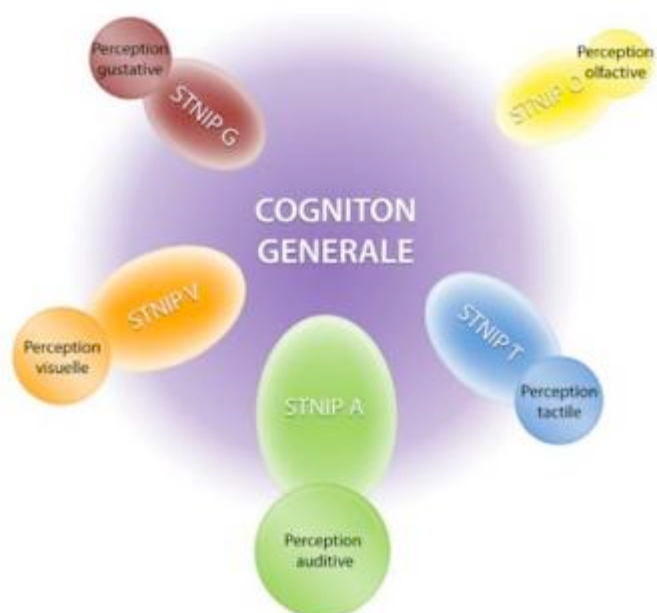 Perception
gustative
STNIP G
Perception
olfactive
STNIP O
COGNITON
GENERALE
STNIP V
Perception
visuelle
STNIP T
Perception
tactile
STNIP A
Perception
auditive